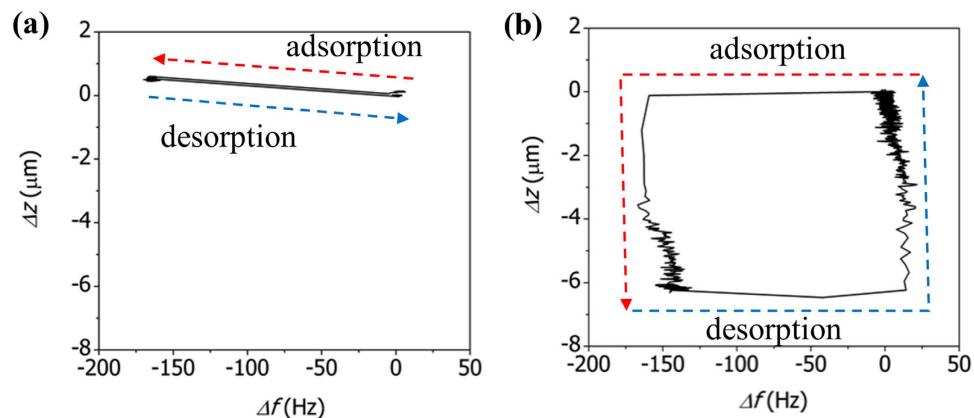 (a)
2
0
-2
-4
-6
-8
Δz (μm)
adsorption
desorption
-200 -150 -100 -50 0 50
Δf (Hz)
(b)
2
0
-2
-4
-6
-8
Δz (μm)
adsorption
desorption
-200 -150 -100 -50 0 50
Δf (Hz)